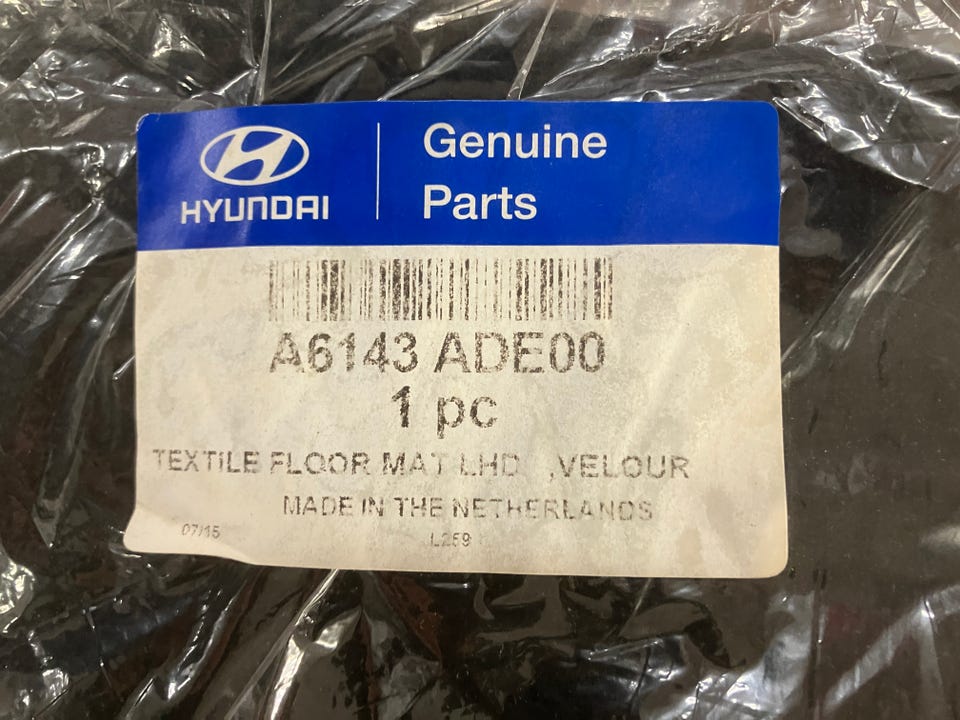 HYUNDAI
Genuine
Parts
A6143 ADE00
1 pc
TEXTILE FLOOR MAT LHD ,VELOUR
MADE IN THE NETHERLANDS
07/15
L259